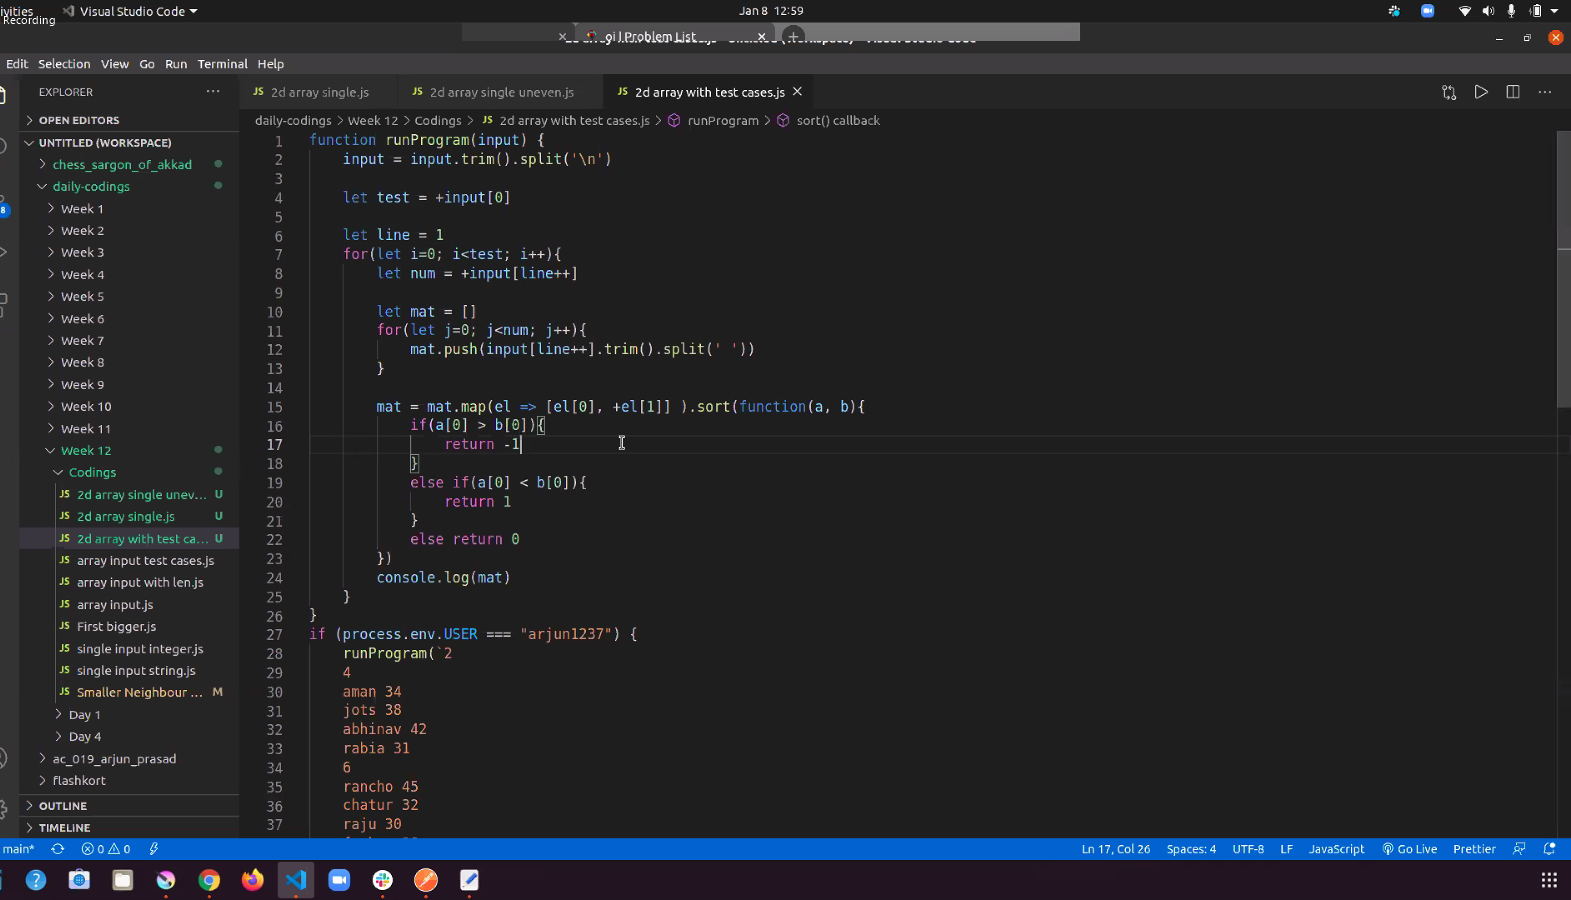 ivities
Visual Studio Code
Jan 8 12:59
Recording
oi | Problem List
Edit Selection View Go Run Terminal Help
EXPLORER
2d array single.js
2d array single uneven.js
2d array with test cases.js
OPEN EDITORS
daily-codings > Week 12 > Codings > 2d array with test cases.js > runProgram > sort() callback
UNTITLED (WORKSPACE)
chess_sargon_of_akkad
daily-codings
Week 1
Week 2
Week 3
Week 4
Week 5
Week 6
Week 7
Week 8
Week 9
Week 10
Week 11
Week 12
Codings
2d array single unev... U
2d array single.js U
2d array with test ca... U
array input test cases.js
array input with len.js
array input.js
First bigger.js
single input integer.js
single input string.js
Smaller Neighbour ... M
Day 1
Day 4
ac_019_arjun_prasad
flashkort
OUTLINE
TIMELINE
8
1 function runProgram(input) {
2 input = input.trim().split('\n')
3
4 let test = +input[0]
5
6 let line = 1
7 for(let i=0; i<test; i++){
8 let num = +input[line++]
9
10 let mat = []
11 for(let j=0; j<num; j++){
12 mat.push(input[line++].trim().split(' '))
13 }
14
15 mat = mat.map(el => [el[0], +el[1]] ).sort(function(a, b){
16 if(a[0] > b[0]){
17 return -1
18 }
19 else if(a[0] < b[0]){
20 return 1
21 }
22 else return 0
23 })
24 console.log(mat)
25 }
26 }
27 if (process.env.USER === "arjun1237") {
28 runProgram(`2
29 4
30 aman 34
31 jots 38
32 abhinav 42
33 rabia 31
34 6
35 rancho 45
36 chatur 32
37 raju 30
main* 0 0 Ln 17, Col 26 Spaces: 4 UTF-8 LF JavaScript Go Live Prettier